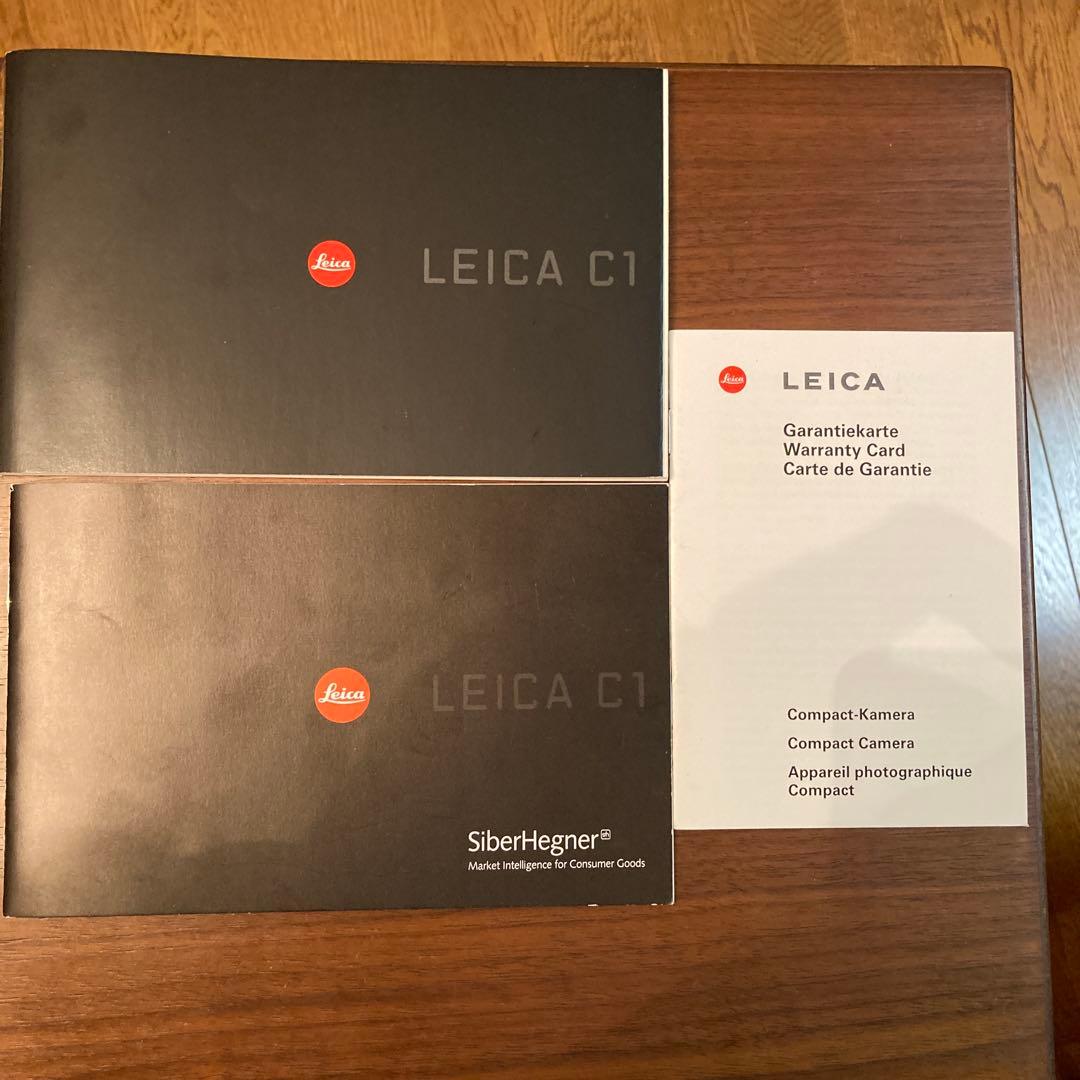 Leica
LEICA C1
Leica
LEICA
Garantiekarte
Warranty Card
Carte de Garantie
Compact-Kamera
Compact Camera
Appareil photographique
Compact
Leica
LEICA C1
SiberHegner sh
Market Intelligence for Consumer Goods